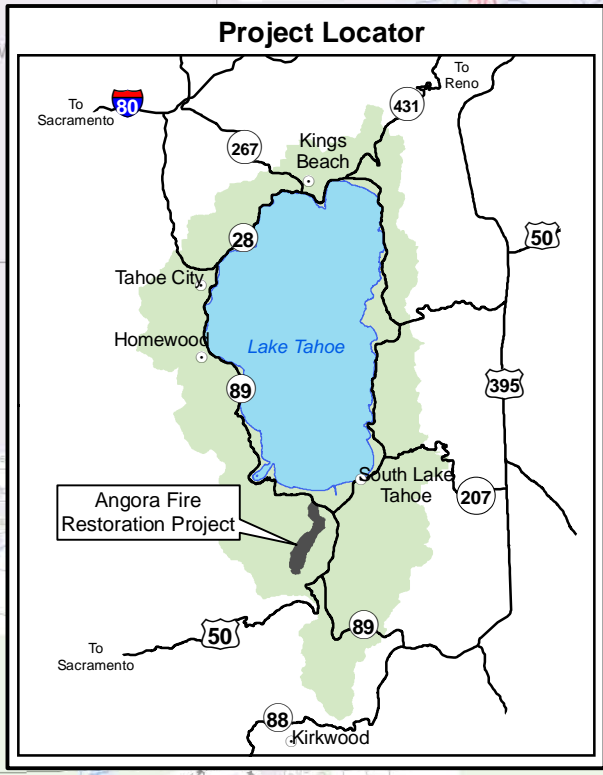 Project Locator
To
Reno
To
Sacramento
80
431
267
Kings
Beach
28
50
Tahoe City
Homewood
Lake Tahoe
89
395
South Lake
Tahoe
207
Angora Fire
Restoration Project
50
89
To
Sacramento
88
Kirkwood